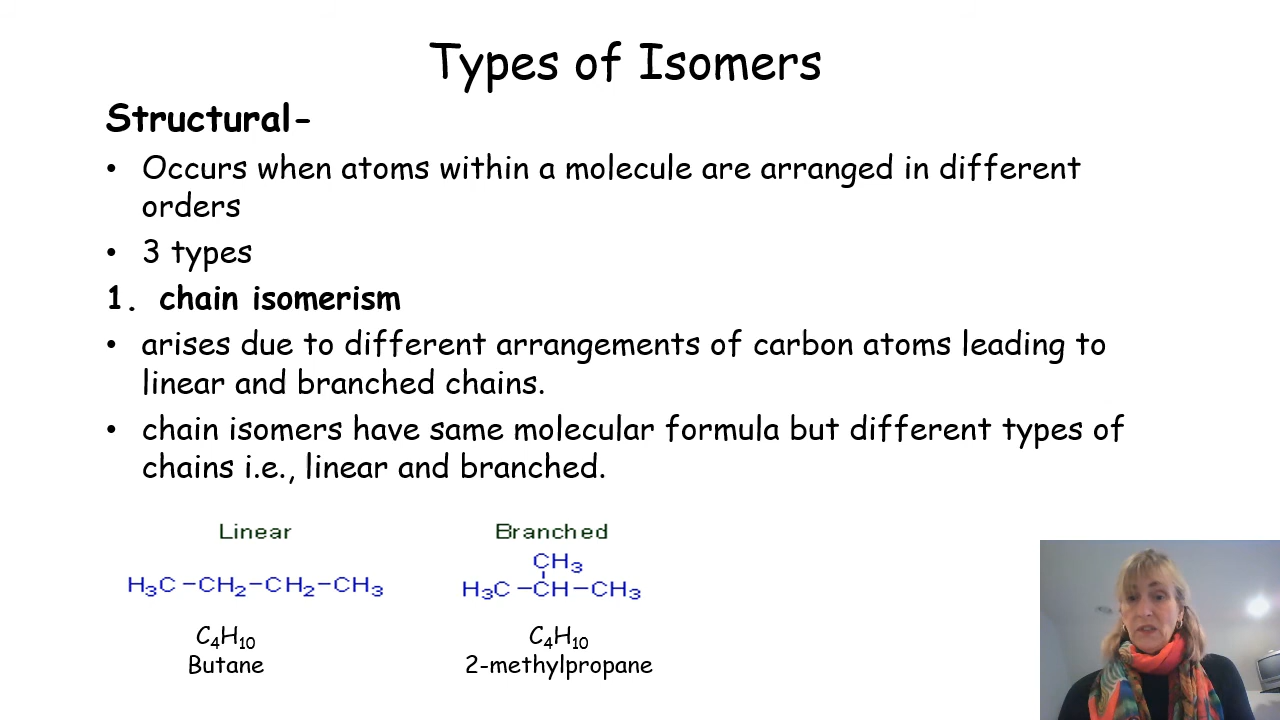 Types of Isomers
Structural-
• Occurs when atoms within a molecule are arranged in different
orders
• 3 types
1. chain isomerism
• arises due to different arrangements of carbon atoms leading to
linear and branched chains.
• chain isomers have same molecular formula but different types of
chains i.e., linear and branched.
Linear
H₃C－CH₂－CH₂－CH₃
C₄H₁₀
Butane
Branched
CH₃
H₃C－CH－CH₃
C₄H₁₀
2-methylpropane